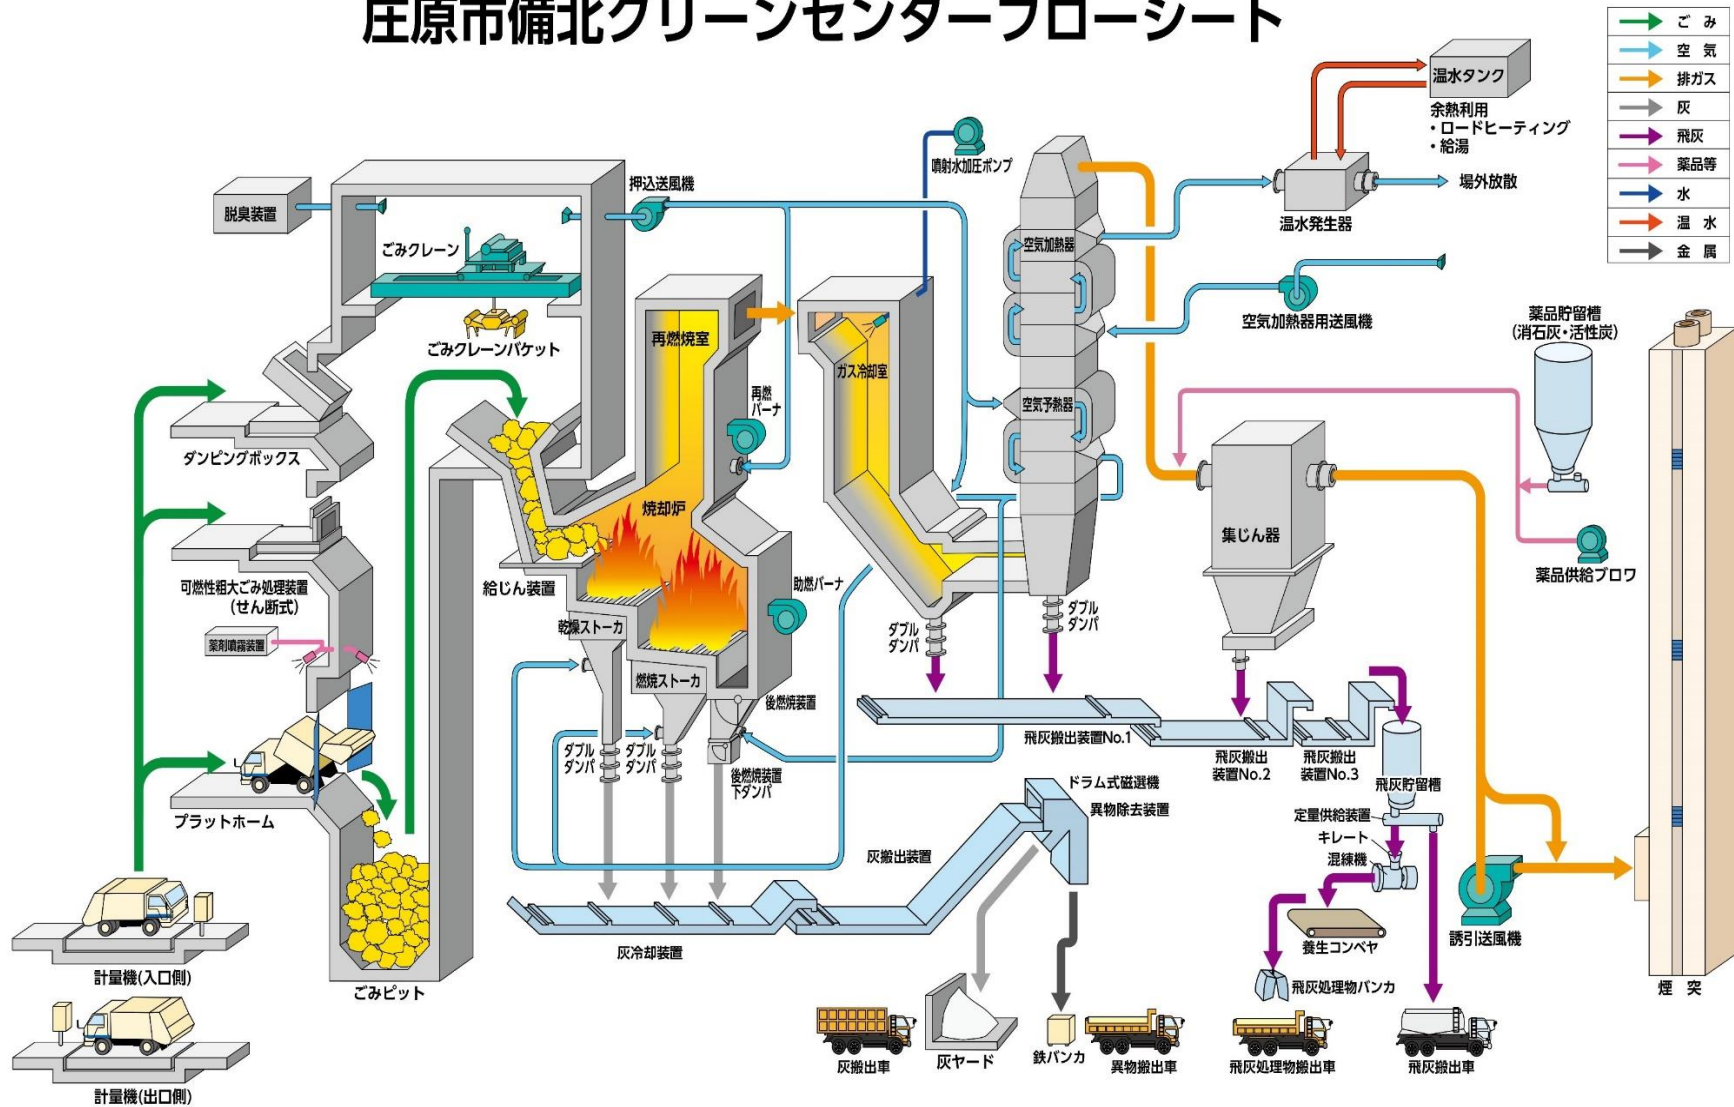 庄原市備北クリーンセンターフローシート
ごみ
空気
排ガス
灰
飛灰
薬品等
水
温水
金属
温水タンク
余熱利用
・ロードヒーティング
・給湯
噴射水加圧ポンプ
押込送風機
脱臭装置
場外放散
温水発生器
空気加熱器
ごみクレーン
ごみクレーンバケット
空気加熱器用送風機
薬品貯留槽
(消石灰・活性炭)
再燃焼室
ガス冷却室
再燃
バーナ
空気予熱器
ダンピングボックス
焼却炉
集じん器
薬品供給ブロワ
可燃性粗大ごみ処理装置
(せん断式)
給じん装置
助燃バーナ
ダブル
ダンパ
ダブル
ダンパ
乾燥ストーカ
薬剤噴霧装置
燃焼ストーカ
後燃焼装置
飛灰搬出装置No.1
飛灰搬出
装置No.2
飛灰搬出
装置No.3
ダブル
ダンパ
ダブル
ダンパ
後燃焼装置
下ダンパ
ドラム式磁選機
異物除去装置
飛灰貯留槽
定量供給装置
キレート
混練機
プラットホーム
灰搬出装置
養生コンベヤ
誘引送風機
灰冷却装置
計量機(入口側)
ごみピット
飛灰処理物バンカ
煙突
灰搬出車
灰ヤード
鉄バンカ
異物搬出車
飛灰処理物搬出車
飛灰搬出車
計量機(出口側)